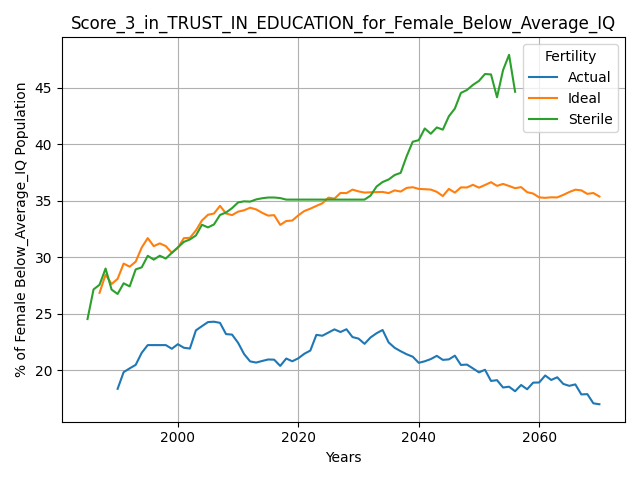 Score_3_in_TRUST_IN_EDUCATION_for_Female_Below_Average_IQ
% of Female Below_Average_IQ Population
45
40
35
30
25
20
2000
2020
2040
2060
Years
Fertility
Actual
Ideal
Sterile